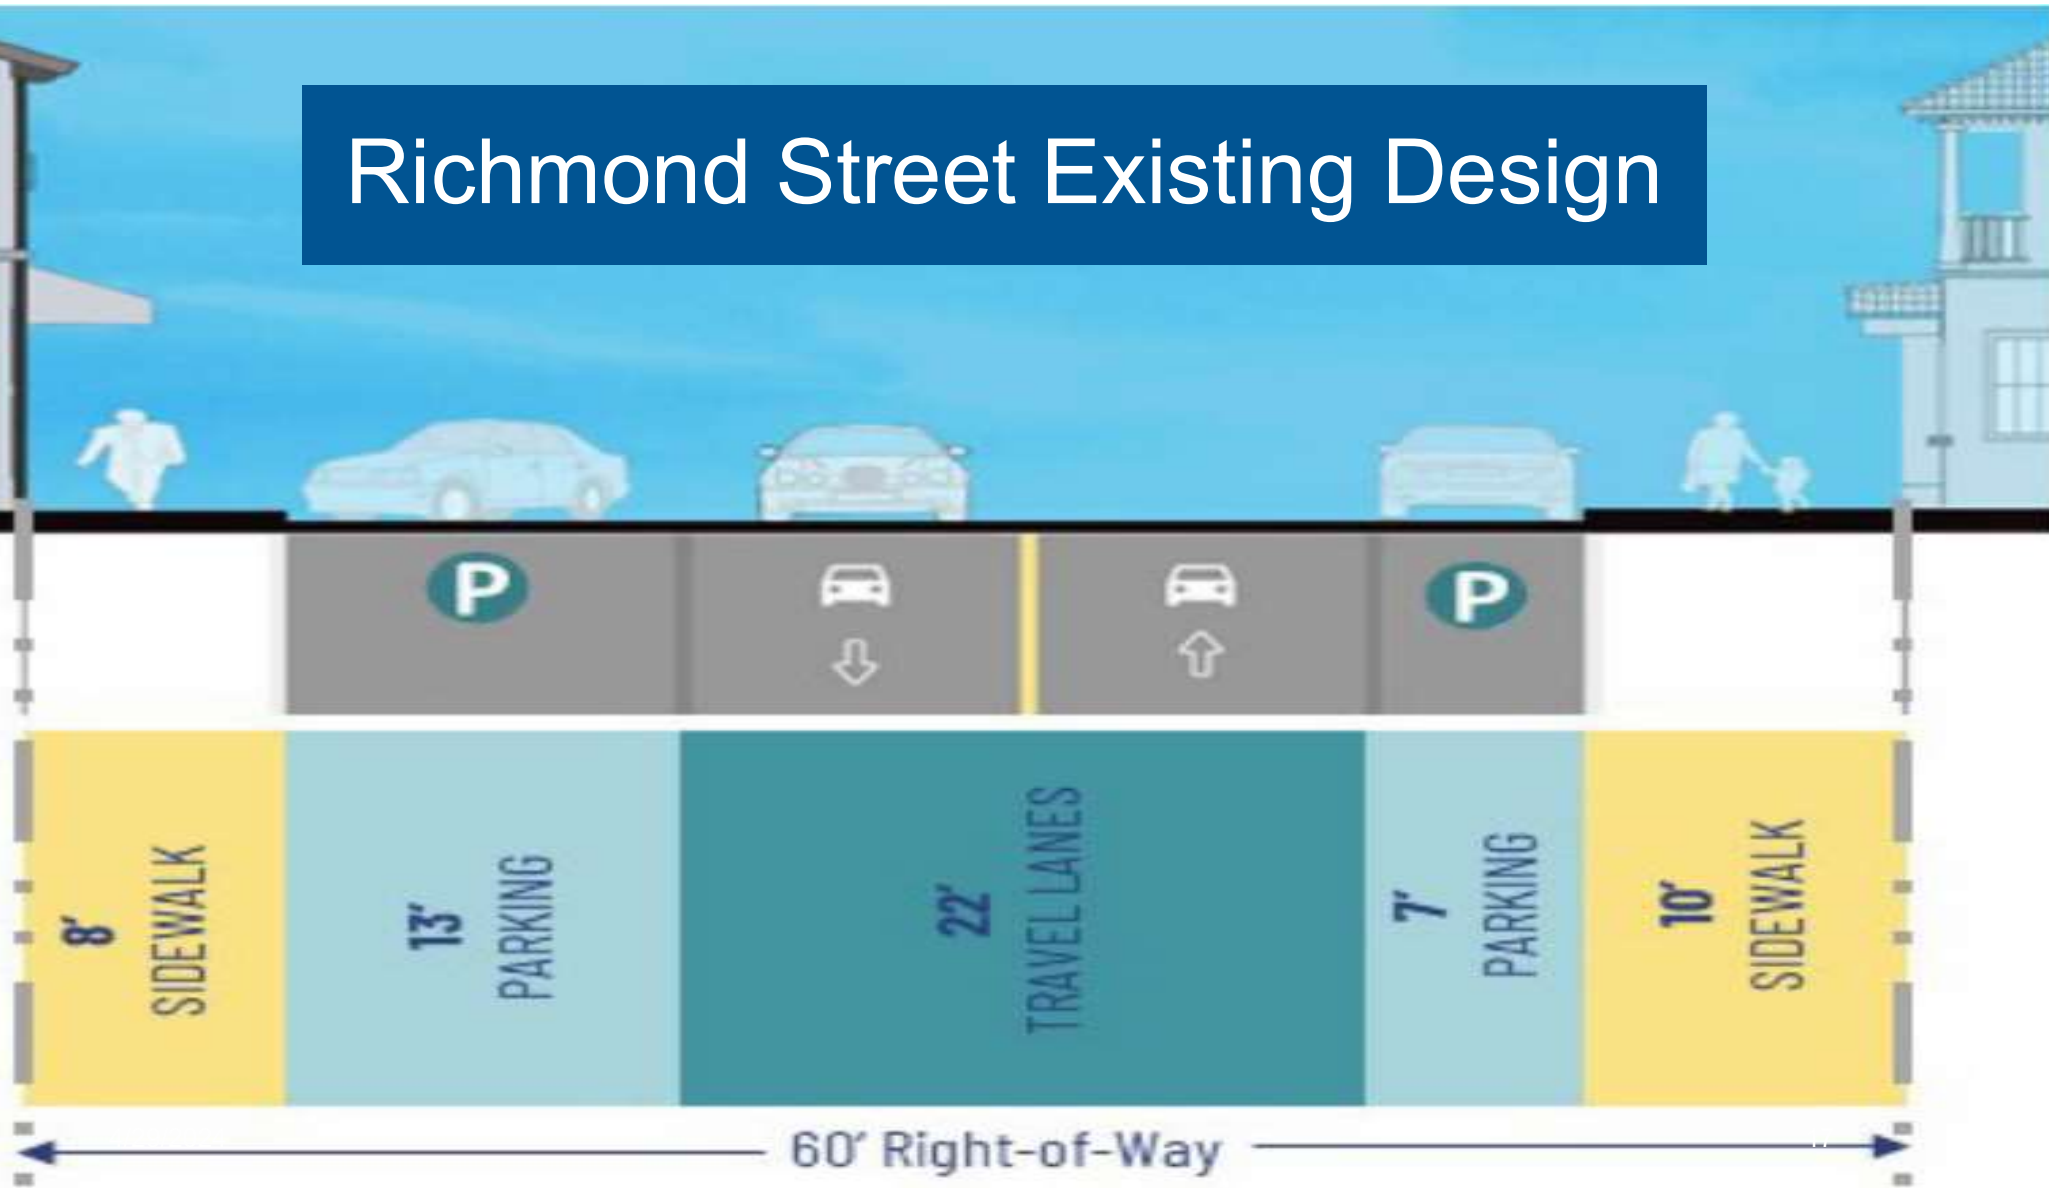 Richmond Street Existing Design
P
P
8′
SIDEWALK
13′
PARKING
22′
TRAVEL LANES
7′
PARKING
10′
SIDEWALK
60′ Right-of-Way